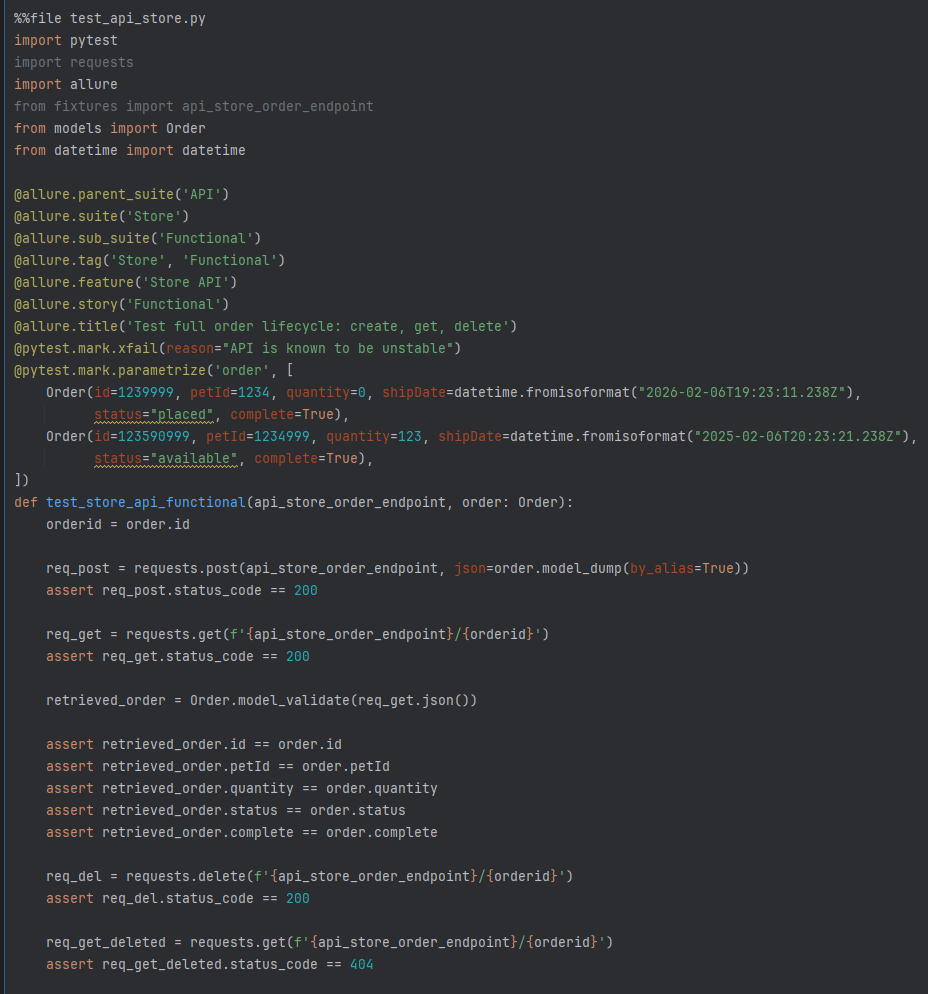 %%file test_api_store.py
import pytest
import requests
import allure
from fixtures import api_store_order_endpoint
from models import Order
from datetime import datetime

@allure.parent_suite('API')
@allure.suite('Store')
@allure.sub_suite('Functional')
@allure.tag('Store', 'Functional')
@allure.feature('Store API')
@allure.story('Functional')
@allure.title('Test full order lifecycle: create, get, delete')
@pytest.mark.xfail(reason="API is known to be unstable")
@pytest.mark.parametrize('order', [
    Order(id=1239999, petId=1234, quantity=0, shipDate=datetime.fromisoformat("2026-02-06T19:23:11.238Z"),
          status="placed", complete=True),
    Order(id=123590999, petId=1234999, quantity=123, shipDate=datetime.fromisoformat("2025-02-06T20:23:21.238Z"),
          status="available", complete=True),
])
def test_store_api_functional(api_store_order_endpoint, order: Order):
    orderid = order.id

    req_post = requests.post(api_store_order_endpoint, json=order.model_dump(by_alias=True))
    assert req_post.status_code == 200

    req_get = requests.get(f'{api_store_order_endpoint}/{orderid}')
    assert req_get.status_code == 200

    retrieved_order = Order.model_validate(req_get.json())

    assert retrieved_order.id == order.id
    assert retrieved_order.petId == order.petId
    assert retrieved_order.quantity == order.quantity
    assert retrieved_order.status == order.status
    assert retrieved_order.complete == order.complete

    req_del = requests.delete(f'{api_store_order_endpoint}/{orderid}')
    assert req_del.status_code == 200

    req_get_deleted = requests.get(f'{api_store_order_endpoint}/{orderid}')
    assert req_get_deleted.status_code == 404